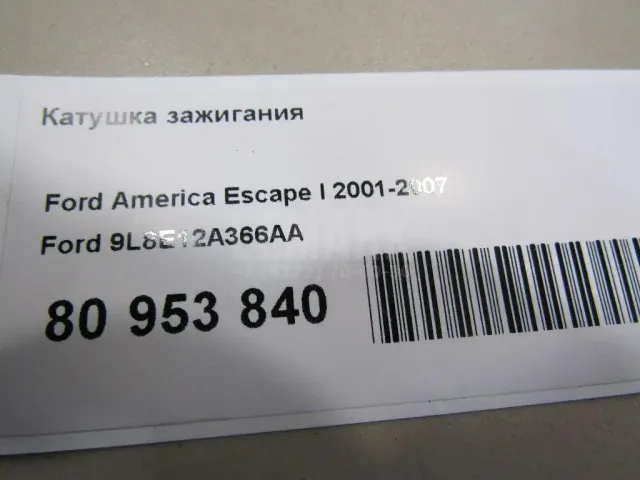 Катушка зажигания
Ford America Escape I 2001-2007
Ford 9L8E12A366AA
80 953 840